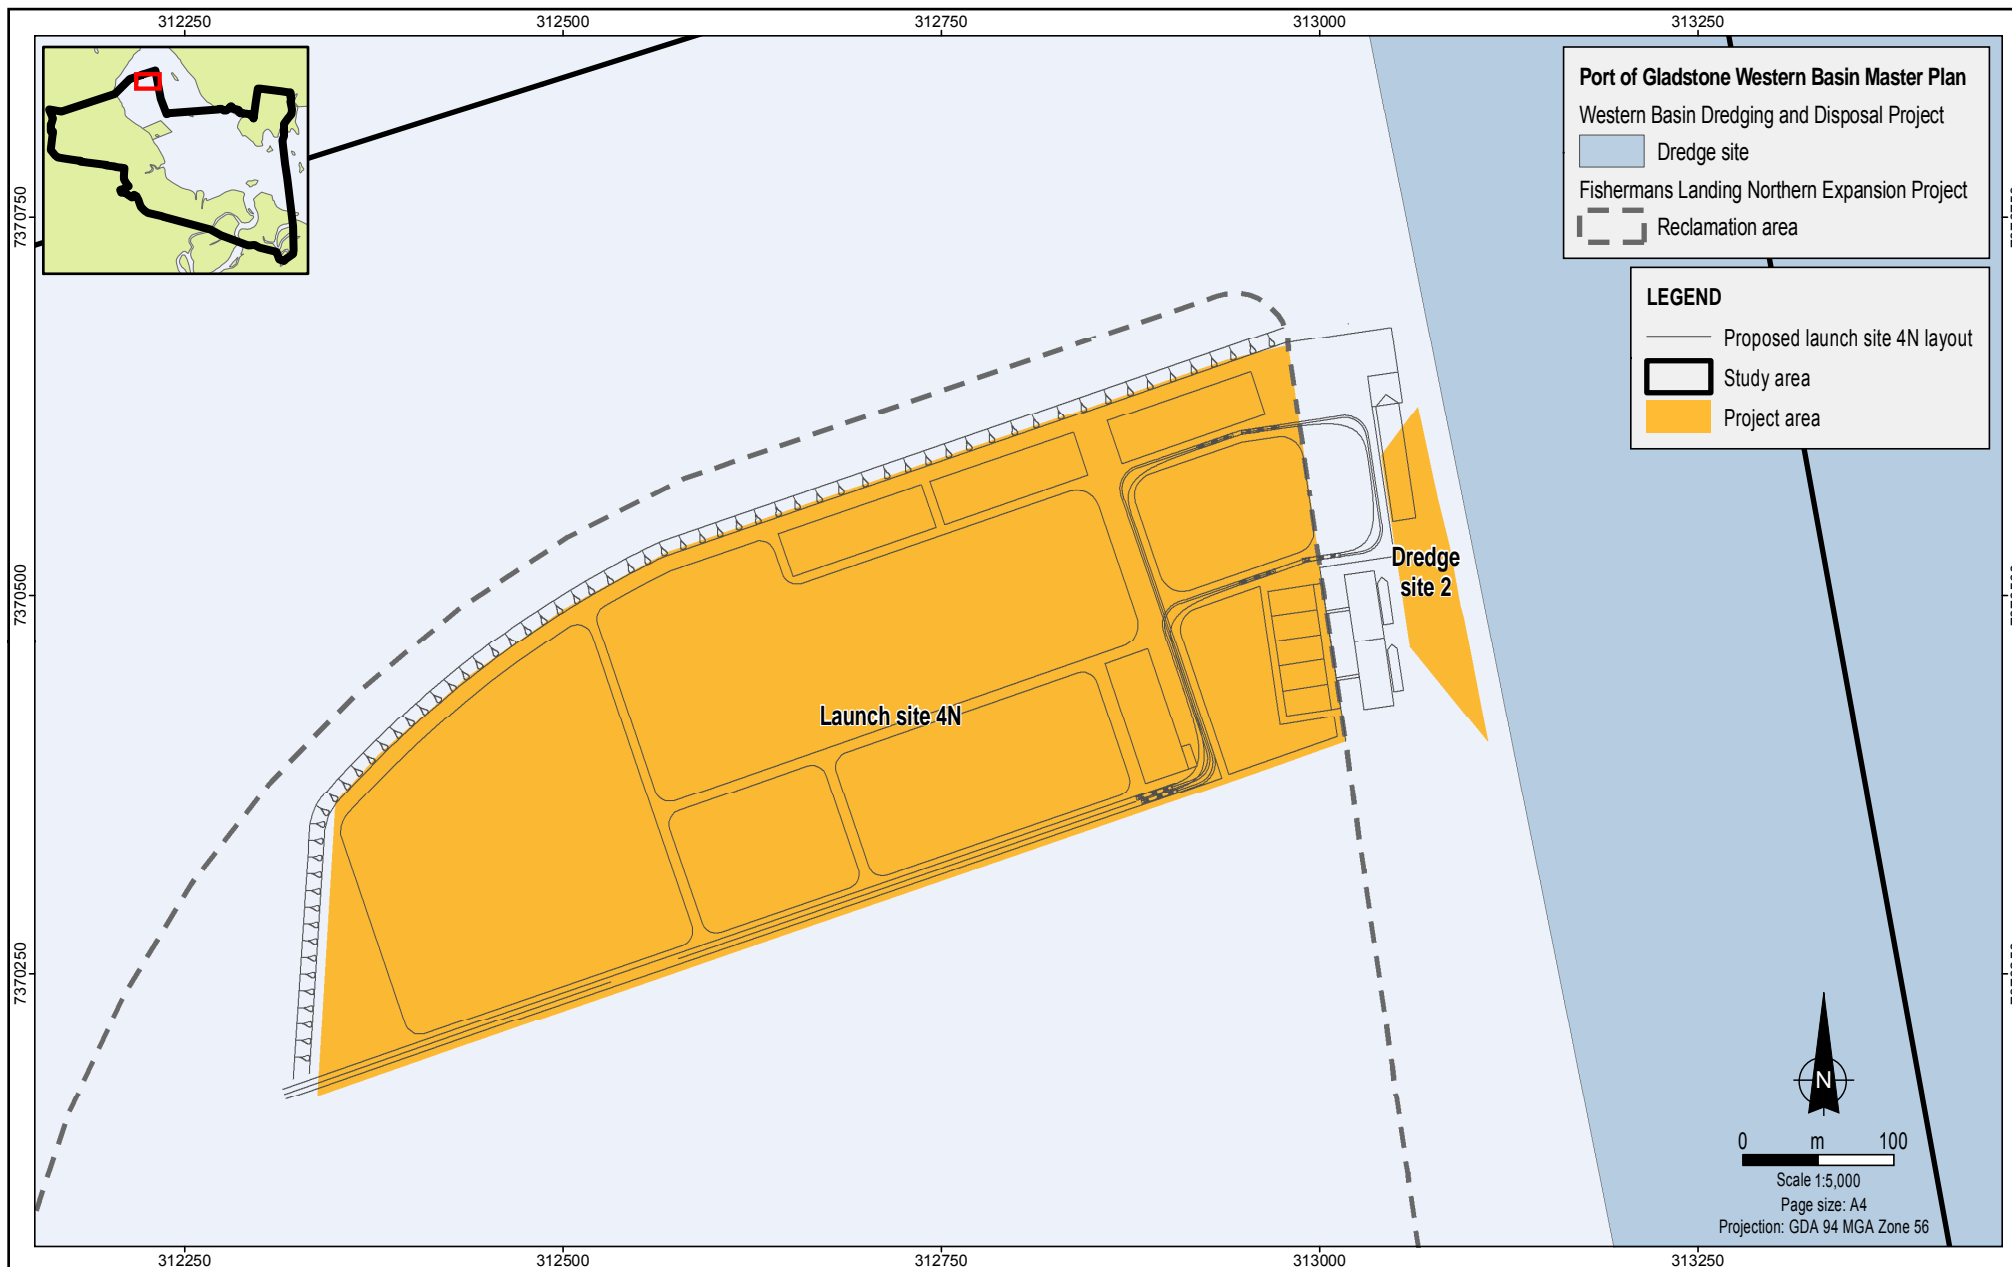 312250
312500
312750
313000
313250
Port of Gladstone Western Basin Master Plan
Western Basin Dredging and Disposal Project
Dredge site
Fishermans Landing Northern Expansion Project
Reclamation area
LEGEND
Proposed launch site 4N layout
Study area
Project area
7370750
7370500
7370250
Dredge
site 2
Launch site 4N
N
0 m 100
Scale 1:5,000
Page size: A4
Projection: GDA 94 MGA Zone 56
312250
312500
312750
313000
313250